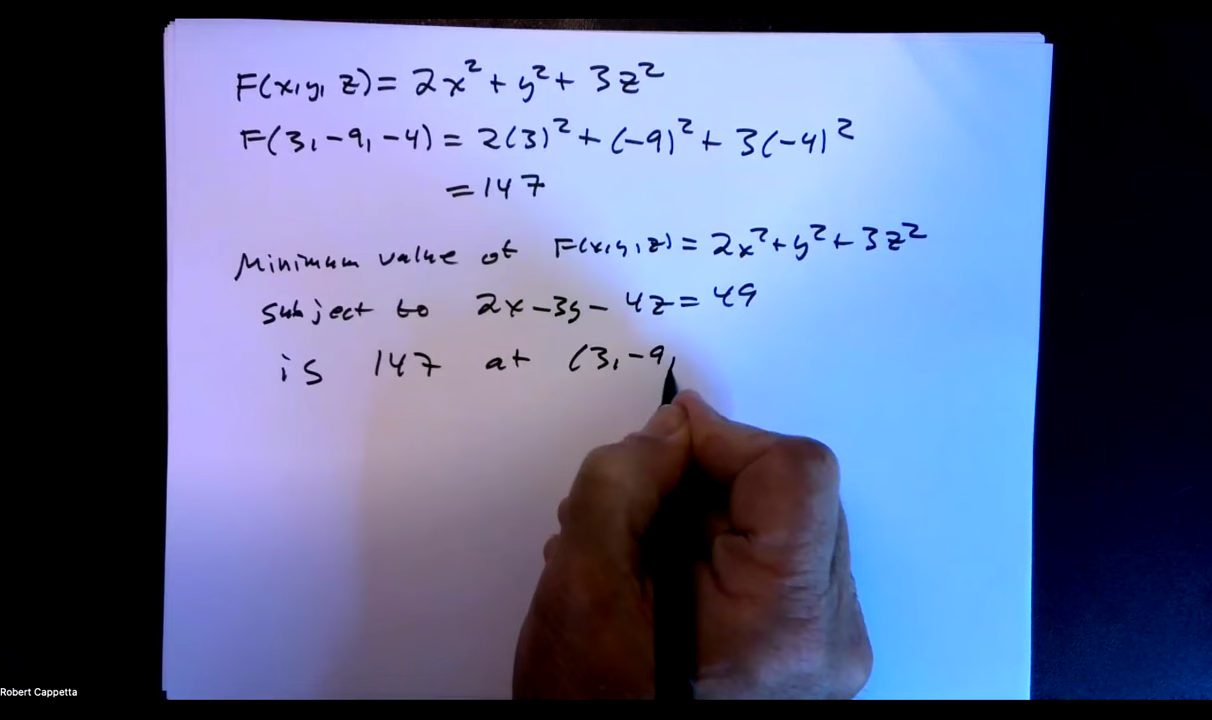 F(x,y,z) = 2x² + y² + 3z²
F(3,-9,-4) = 2(3)² + (-9)² + 3(-4)²
= 147
Minimum value of F(x,y,z) = 2x² + y² + 3z²
subject to 2x - 3y - 4z = 49
is 147 at (3, -9,
Robert Cappetta